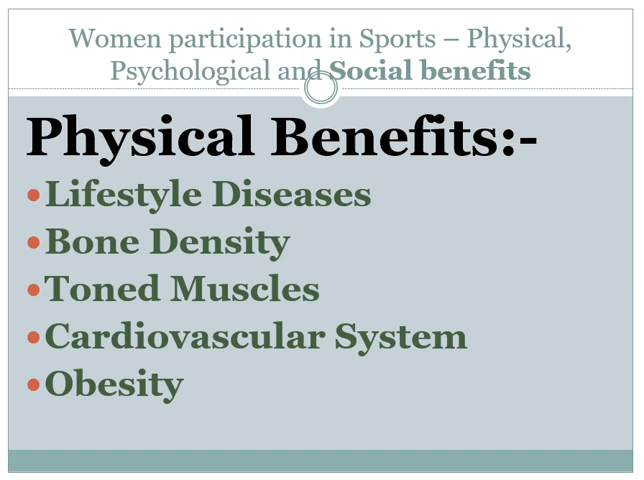 Women participation in Sports – Physical,
Psychological and Social benefits
Physical Benefits:-
Lifestyle Diseases
Bone Density
Toned Muscles
Cardiovascular System
Obesity